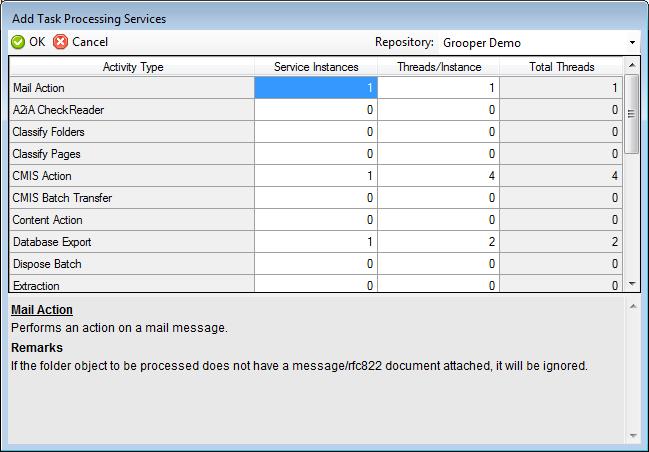 Add Task Processing Services
OK Cancel Repository: Grooper Demo
Activity Type Service Instances Threads/Instance Total Threads
Mail Action 1 1 1
A2iA CheckReader 0 0 0
Classify Folders 0 0 0
Classify Pages 0 0 0
CMIS Action 1 4 4
CMIS Batch Transfer 0 0 0
Content Action 0 0 0
Database Export 1 2 2
Dispose Batch 0 0 0
Extraction 0 0 0
Mail Action
Performs an action on a mail message.
Remarks
If the folder object to be processed does not have a message/rfc822 document attached, it will be ignored.